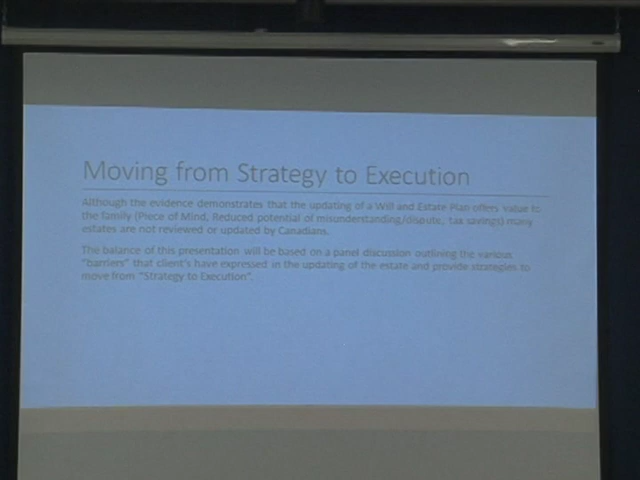 Moving from Strategy to Execution
Although the evidence demonstrates that the updating of a Will and Estate Plan offers value to
the family (Piece of Mind, Reduced potential of misunderstanding/dispute, tax savings) many
estates are not reviewed or updated by Canadians.
The balance of this presentation will be based on a panel discussion outlining the various
"barriers" that client's have expressed in the updating of the estate and provide strategies to
move from "Strategy to Execution".